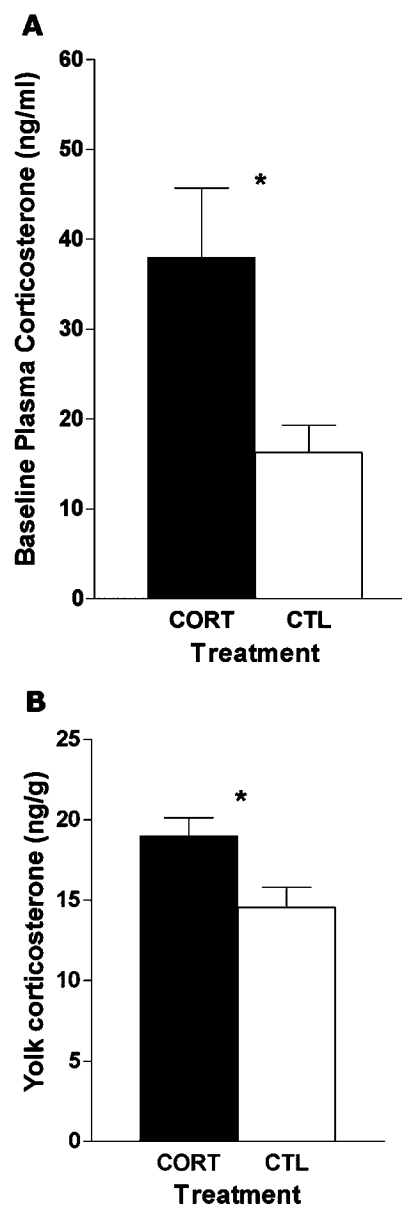 A
Baseline Plasma Corticosterone (ng/ml)
60
50
40
30
20
10
0
*
CORT CTL
Treatment
B
Yolk corticosterone (ng/g)
25
20
15
10
5
0
*
CORT CTL
Treatment